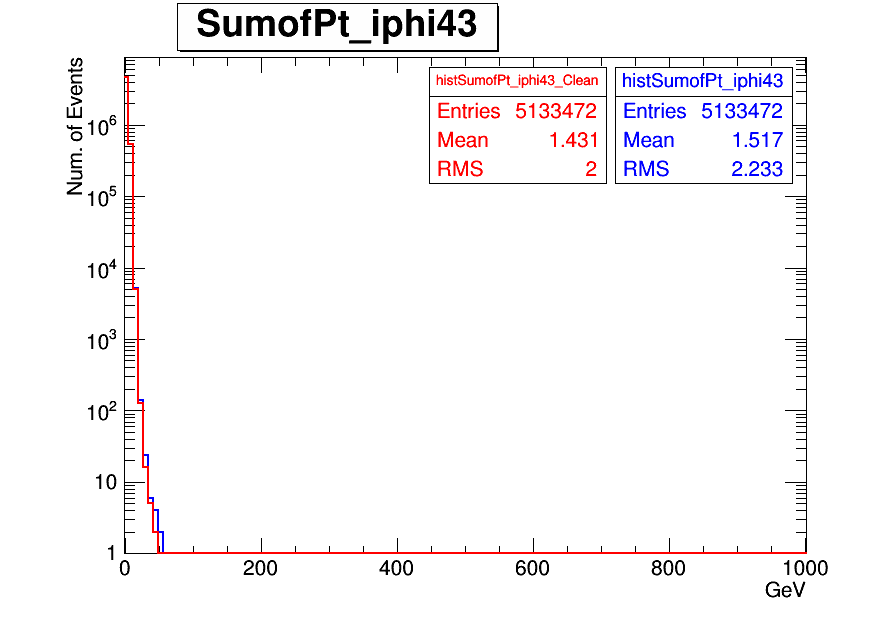 SumofPt_iphi43
Num. of Events
histSumofPt_iphi43_Clean
Entries 5133472
Mean 1.431
RMS 2
histSumofPt_iphi43
Entries 5133472
Mean 1.517
RMS 2.233
10^6
10^5
10^4
10^3
10^2
10
1
0 200 400 600 800 1000
GeV